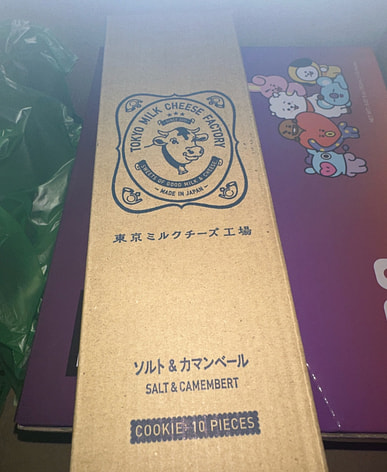 TOKYO MILK CHEESE FACTORY
SWEETS OF GOOD MILK & CHEESE
MADE IN JAPAN
東京ミルクチーズ工場
ソルト&カマンベール
SALT & CAMEMBERT
COOKIE 10 PIECES